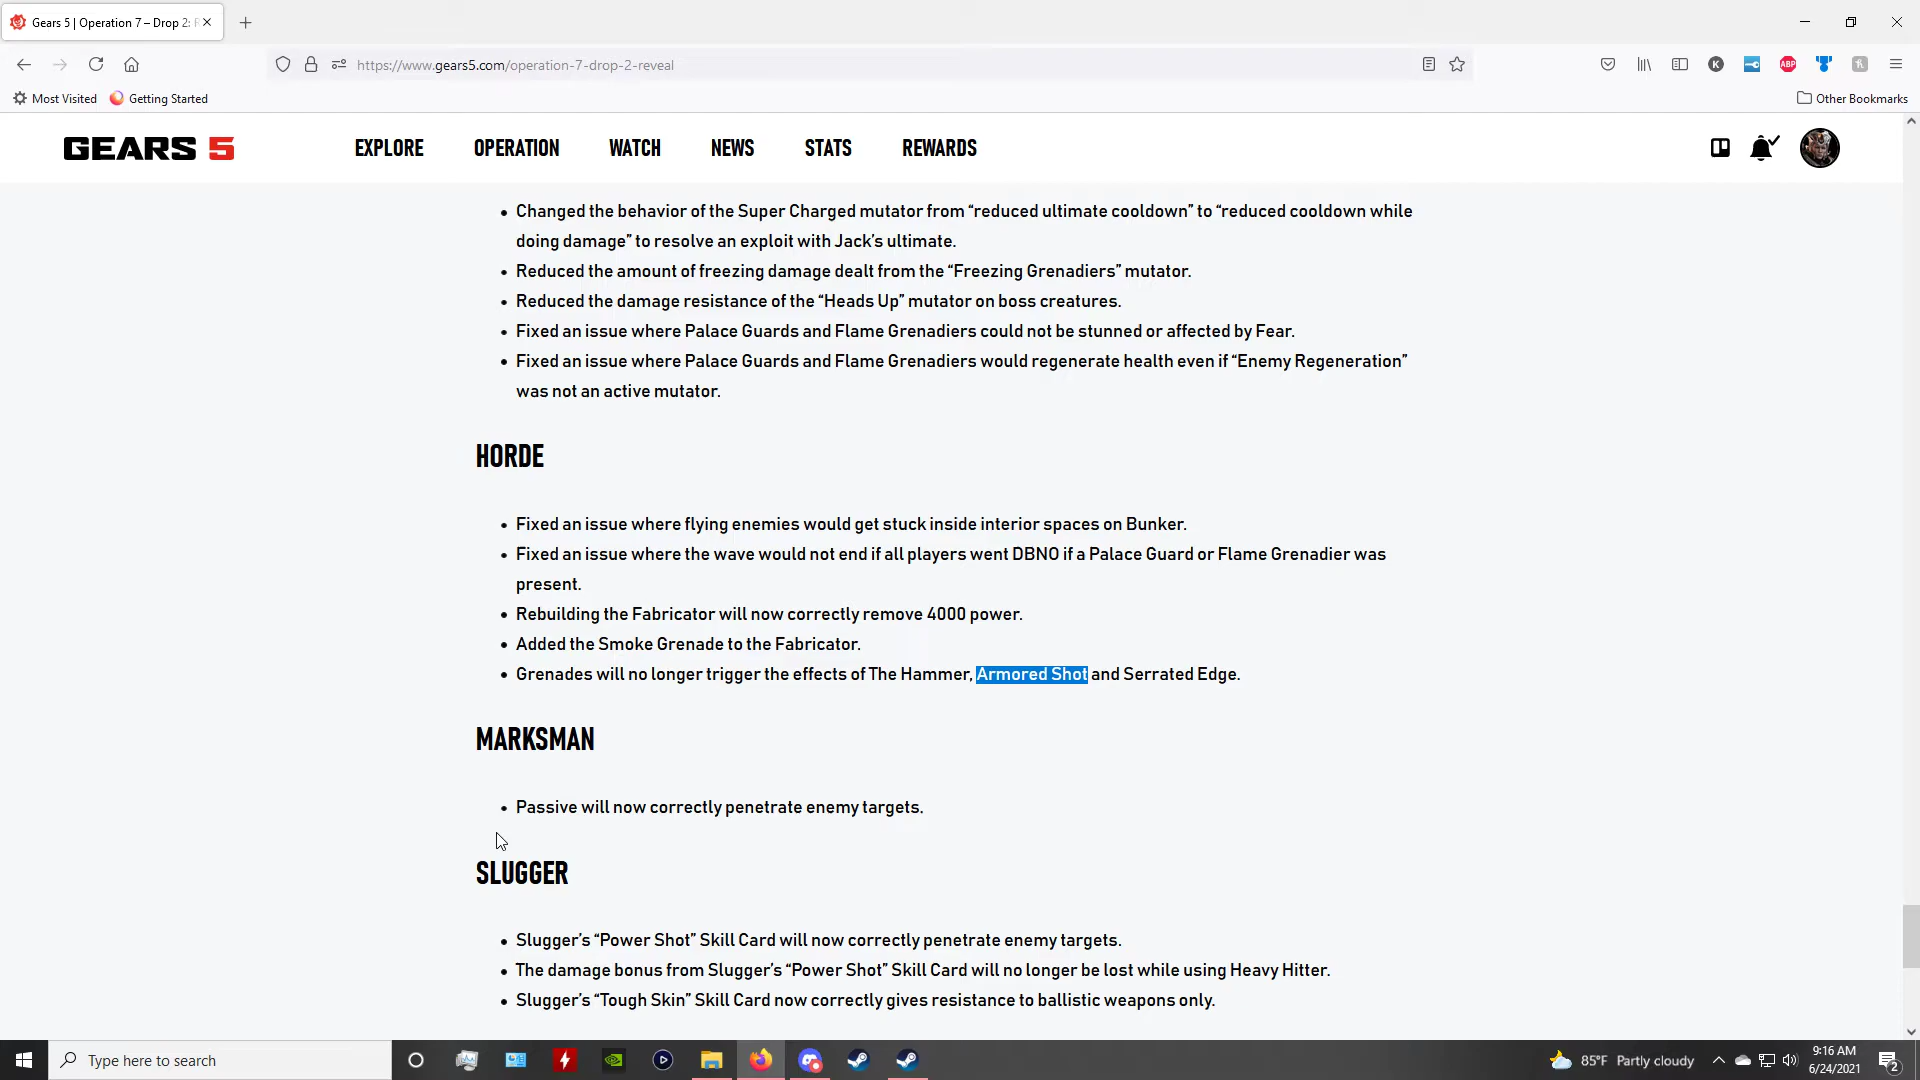 Gears 5 | Operation 7 – Drop 2: R
https://www.gears5.com/operation-7-drop-2-reveal
K
ABP
Most Visited
Getting Started
Other Bookmarks
GEARS 5
EXPLORE
OPERATION
WATCH
NEWS
STATS
REWARDS
Changed the behavior of the Super Charged mutator from “reduced ultimate cooldown” to “reduced cooldown while
doing damage” to resolve an exploit with Jack’s ultimate.
Reduced the amount of freezing damage dealt from the “Freezing Grenadiers” mutator.
Reduced the damage resistance of the “Heads Up” mutator on boss creatures.
Fixed an issue where Palace Guards and Flame Grenadiers could not be stunned or affected by Fear.
Fixed an issue where Palace Guards and Flame Grenadiers would regenerate health even if “Enemy Regeneration”
was not an active mutator.
HORDE
Fixed an issue where flying enemies would get stuck inside interior spaces on Bunker.
Fixed an issue where the wave would not end if all players went DBNO if a Palace Guard or Flame Grenadier was
present.
Rebuilding the Fabricator will now correctly remove 4000 power.
Added the Smoke Grenade to the Fabricator.
Grenades will no longer trigger the effects of The Hammer, Armored Shot and Serrated Edge.
MARKSMAN
Passive will now correctly penetrate enemy targets.
SLUGGER
Slugger’s “Power Shot” Skill Card will now correctly penetrate enemy targets.
The damage bonus from Slugger’s “Power Shot” Skill Card will no longer be lost while using Heavy Hitter.
Slugger’s “Tough Skin” Skill Card now correctly gives resistance to ballistic weapons only.
Type here to search
85°F Partly cloudy
9:16 AM
6/24/2021
2